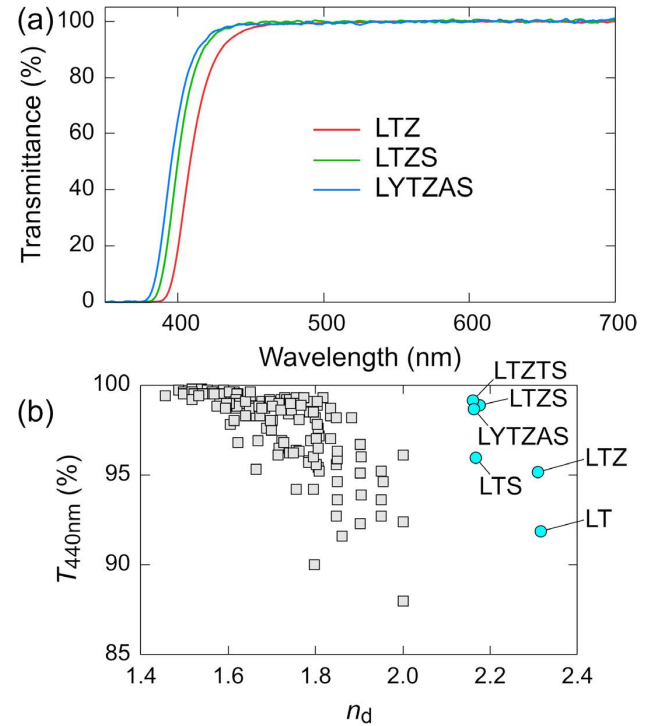 (a)
100
80
60
40
20
0
Transmittance (%)
LTZ
LTZS
LYTZAS
400
500
600
700
Wavelength (nm)
(b)
100
95
90
85
T440nm (%)
LTZTS
LTZS
LYTZAS
LTS
LTZ
LT
1.4
1.6
1.8
2.0
2.2
2.4
nd